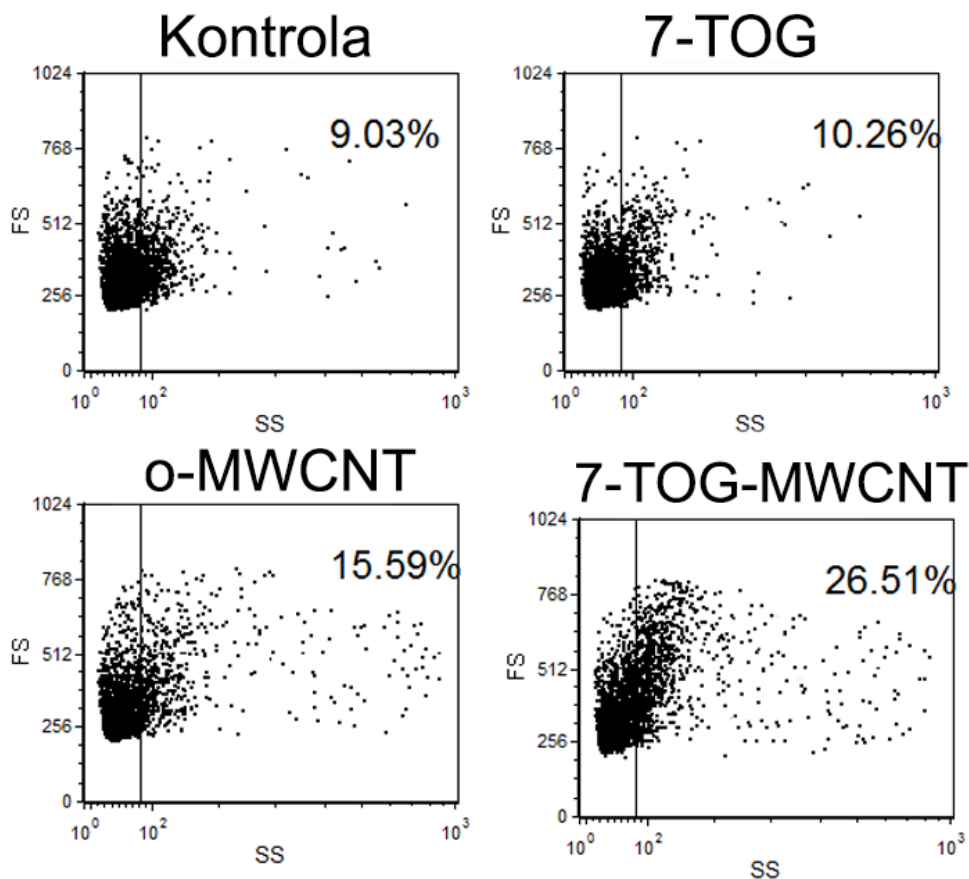 Kontrola
1024
768
512
256
0
FS
9.03%
10⁰ 10² 10³
SS
7-TOG
1024
768
512
256
0
FS
10.26%
10⁰ 10² 10³
SS
o-MWCNT
1024
768
512
256
0
FS
15.59%
10⁰ 10² 10³
SS
7-TOG-MWCNT
1024
768
512
256
0
FS
26.51%
10⁰ 10² 10³
SS